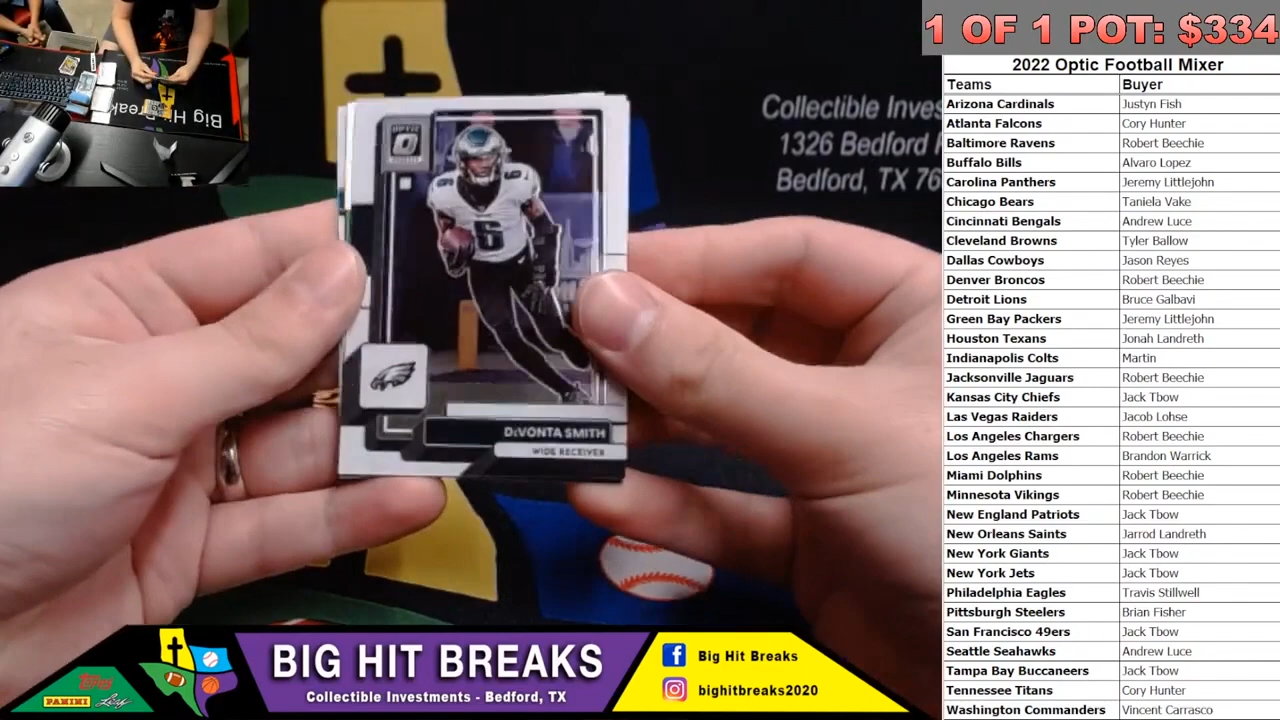 1 OF 1 POT: $334
2022 Optic Football Mixer
Teams Buyer
Arizona Cardinals Justyn Fish
Atlanta Falcons Cory Hunter
Baltimore Ravens Robert Beechie
Buffalo Bills Alvaro Lopez
Carolina Panthers Jeremy Littlejohn
Chicago Bears Taniela Vake
Cincinnati Bengals Andrew Luce
Cleveland Browns Tyler Ballow
Dallas Cowboys Jason Reyes
Denver Broncos Robert Beechie
Detroit Lions Bruce Galbavi
Green Bay Packers Jeremy Littlejohn
Houston Texans Jonah Landreth
Indianapolis Colts Martin
Jacksonville Jaguars Robert Beechie
Kansas City Chiefs Jack Tbow
Las Vegas Raiders Jacob Lohse
Los Angeles Chargers Robert Beechie
Los Angeles Rams Brandon Warrick
Miami Dolphins Robert Beechie
Minnesota Vikings Robert Beechie
New England Patriots Jack Tbow
New Orleans Saints Jarrod Landreth
New York Giants Jack Tbow
New York Jets Jack Tbow
Philadelphia Eagles Travis Stillwell
Pittsburgh Steelers Brian Fisher
San Francisco 49ers Jack Tbow
Seattle Seahawks Andrew Luce
Tampa Bay Buccaneers Jack Tbow
Tennessee Titans Cory Hunter
Washington Commanders Vincent Carrasco
Collectible Inves
1326 Bedford
Bedford, TX 76
Big Hit Break
6
6
DeVONTA SMITH
WIDE RECEIVER
Topps
PANINI
Leaf
BIG HIT BREAKS
Collectible Investments - Bedford, TX
Big Hit Breaks
bighitbreaks2020